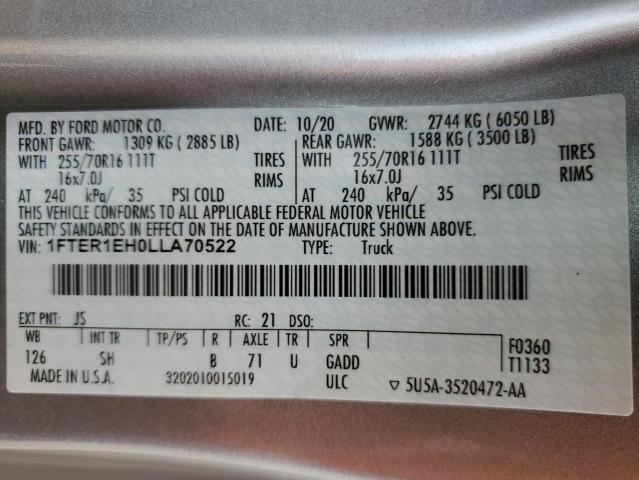 MFD. BY FORD MOTOR CO. DATE: 10/20 GVWR: 2744 KG ( 6050 LB)
FRONT GAWR: 1309 KG ( 2885 LB) REAR GAWR: 1588 KG ( 3500 LB)
WITH 255/70R16 111T TIRES WITH 255/70R16 111T TIRES
16x7.0J RIMS 16x7.0J RIMS
AT 240 kPa/ 35 PSI COLD AT 240 kPa/ 35 PSI COLD
THIS VEHICLE CONFORMS TO ALL APPLICABLE FEDERAL MOTOR VEHICLE
SAFETY STANDARDS IN EFFECT ON THE DATE OF MANUFACTURE SHOWN ABOVE.
VIN: 1FTER1EH0LLA70522 TYPE: Truck
EXT PNT: JS RC: 21 DSO:
WB INT TR TP/PS R AXLE TR SPR F0360
126 SH B 71 U GADD T1133
MADE IN U.S.A. 3202010015019 ULC ▽ 5U5A-3520472-AA